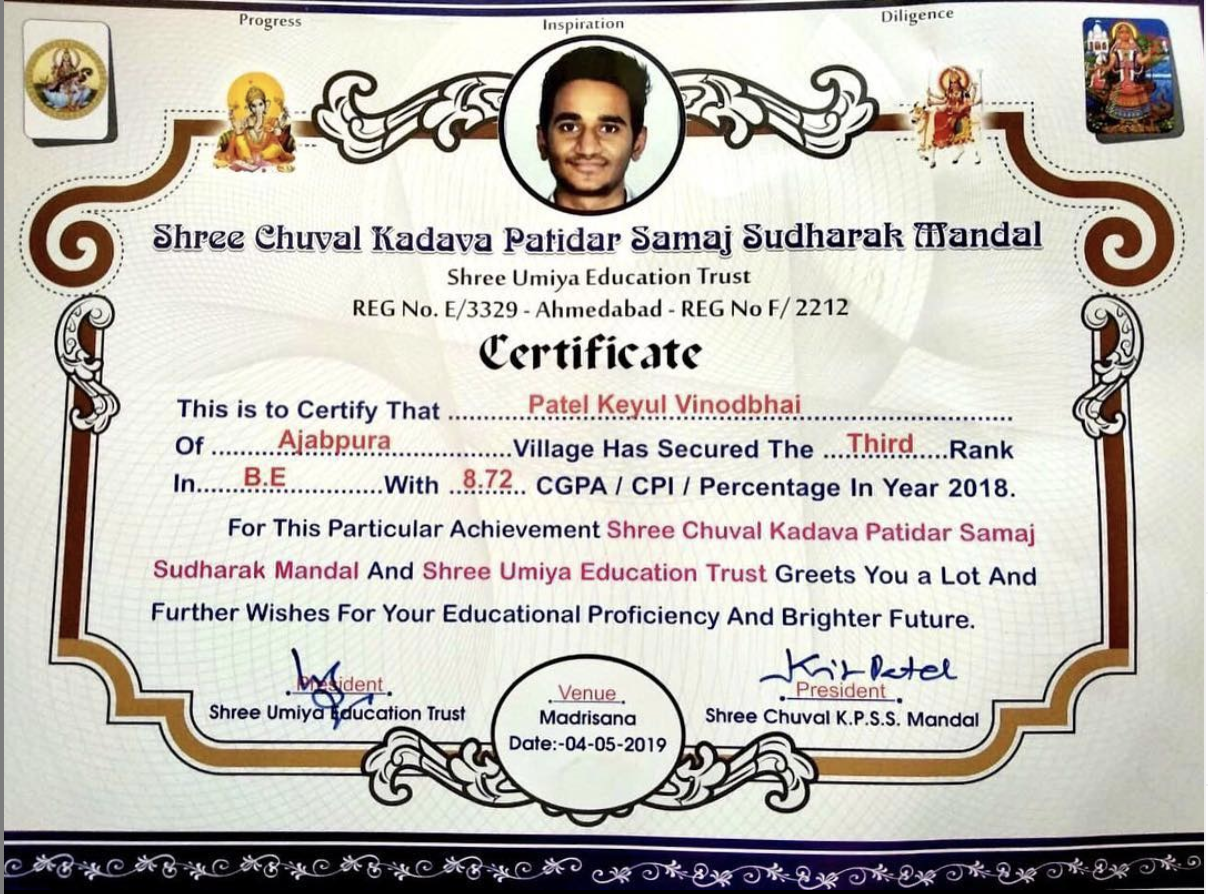 Progress
Inspiration
Diligence
Shree Chuval Kadava Patidar Samaj Sudharak Mandal
Shree Umiya Education Trust
REG No. E/3329 - Ahmedabad - REG No F/ 2212
Certificate
This is to Certify That ........Patel Keyul Vinodbhai........
Of ........Ajabpura........Village Has Secured The ...Third....Rank
In.....B.E.............With ..8.72.. CGPA / CPI / Percentage In Year 2018.
For This Particular Achievement Shree Chuval Kadava Patidar Samaj
Sudharak Mandal And Shree Umiya Education Trust Greets You a Lot And
Further Wishes For Your Educational Proficiency And Brighter Future.
President
Shree Umiya Education Trust
Venue
Madrisana
Date:-04-05-2019
Patel
President
Shree Chuval K.P.S.S. Mandal